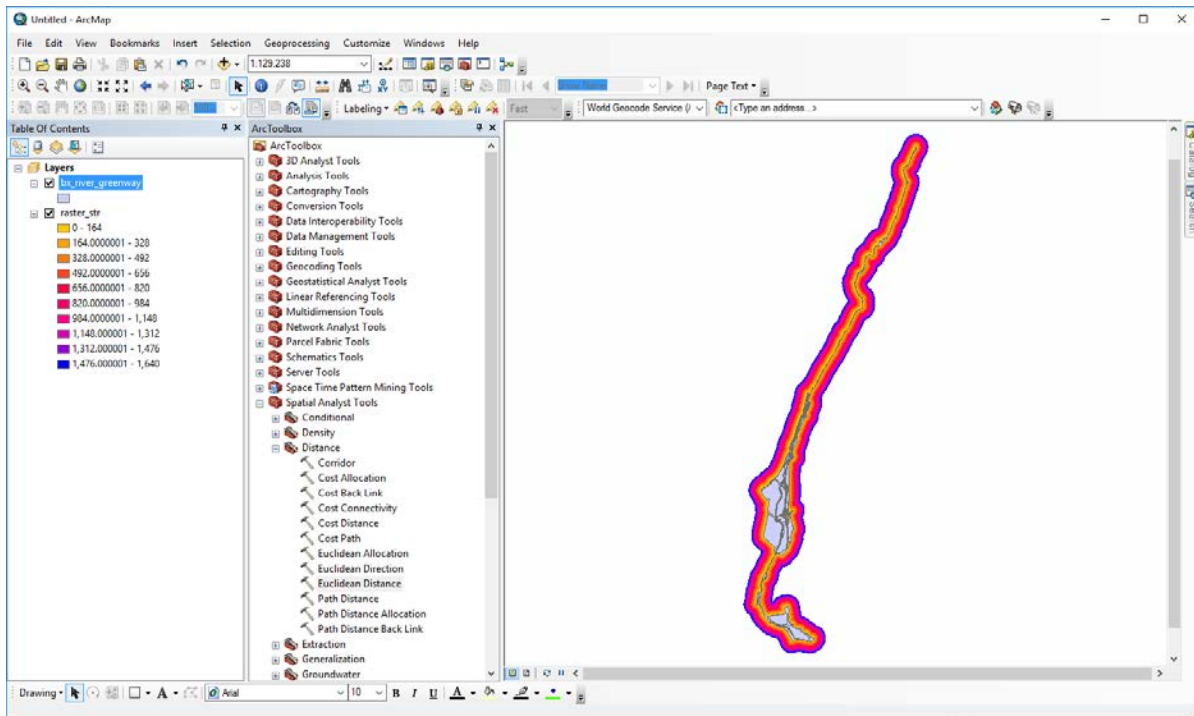 Untitled - ArcMap
File Edit View Bookmarks Insert Selection Geoprocessing Customize Windows Help
1.129.238
Page Text
Labeling Fast World Geocode Service (/ <Type an address...>
Table Of Contents
Layers
bx_river_greenway
raster_str
0 - 164
164.0000001 - 328
328.0000001 - 492
492.0000001 - 656
656.0000001 - 820
820.0000001 - 984
984.0000001 - 1,148
1,148.000001 - 1,312
1,312.000001 - 1,476
1,476.000001 - 1,640
ArcToolbox
ArcToolbox
3D Analyst Tools
Analysis Tools
Cartography Tools
Conversion Tools
Data Interoperability Tools
Data Management Tools
Editing Tools
Geocoding Tools
Geostatistical Analyst Tools
Linear Referencing Tools
Multidimension Tools
Network Analyst Tools
Parcel Fabric Tools
Schematics Tools
Server Tools
Space Time Pattern Mining Tools
Spatial Analyst Tools
Conditional
Density
Distance
Corridor
Cost Allocation
Cost Back Link
Cost Connectivity
Cost Distance
Cost Path
Euclidean Allocation
Euclidean Direction
Euclidean Distance
Path Distance
Path Distance Allocation
Path Distance Back Link
Extraction
Generalization
Groundwater
Catalog
Search
Drawing A Arial 10 B I U A